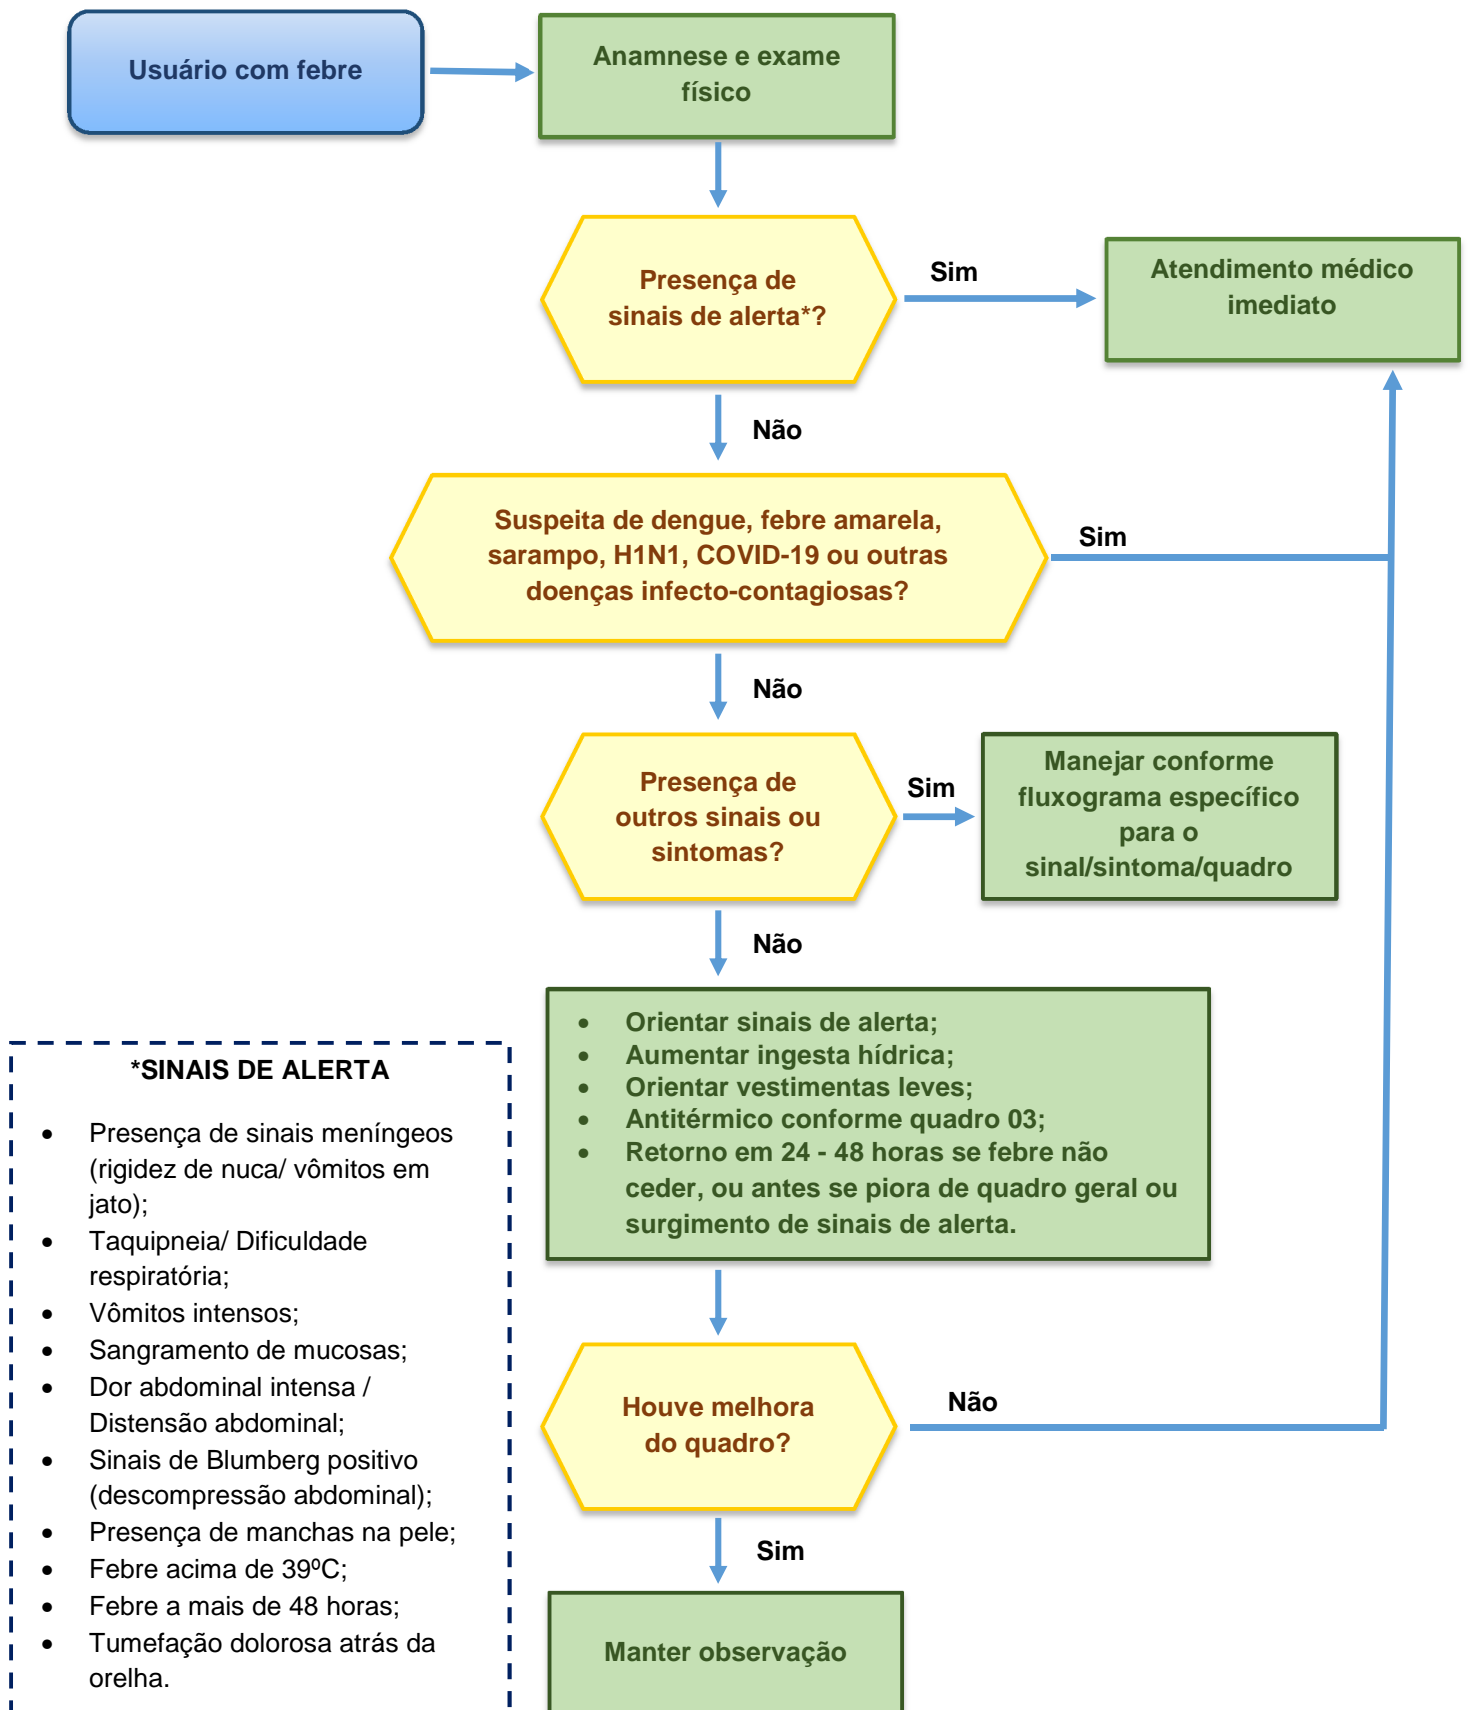 Usuário com febre
Anamnese e exame
físico
Presença de
sinais de alerta*?
Sim
Atendimento médico
imediato
Não
Suspeita de dengue, febre amarela,
sarampo, H1N1, COVID-19 ou outras
doenças infecto-contagiosas?
Sim
Não
Presença de
outros sinais ou
sintomas?
Sim
Manejar conforme
fluxograma específico
para o
sinal/sintoma/quadro
Não
• Orientar sinais de alerta;
• Aumentar ingesta hídrica;
• Orientar vestimentas leves;
• Antitérmico conforme quadro 03;
• Retorno em 24 - 48 horas se febre não
ceder, ou antes se piora de quadro geral ou
surgimento de sinais de alerta.
*SINAIS DE ALERTA
• Presença de sinais meníngeos
(rigidez de nuca/ vômitos em
jato);
• Taquipneia/ Dificuldade
respiratória;
• Vômitos intensos;
• Sangramento de mucosas;
• Dor abdominal intensa /
Distensão abdominal;
• Sinais de Blumberg positivo
(descompressão abdominal);
• Presença de manchas na pele;
• Febre acima de 39ºC;
• Febre a mais de 48 horas;
• Tumefação dolorosa atrás da
orelha.
Houve melhora
do quadro?
Não
Sim
Manter observação